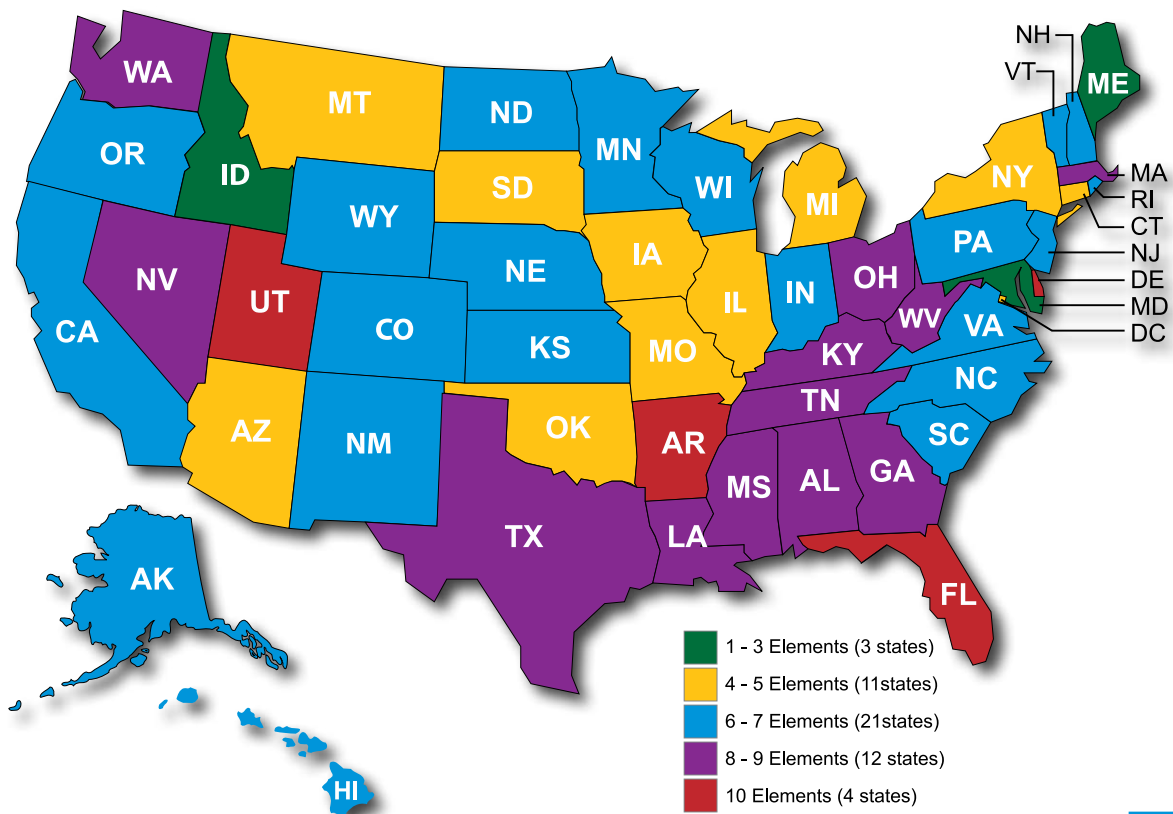 NH
VT
ME
WA
MT
ND
MN
OR
ID
SD
WI
MI
NY
MA
RI
CT
NJ
DE
MD
DC
WY
IA
NE
PA
NV
UT
CO
IL
IN
OH
WV
VA
CA
KS
MO
KY
NC
TN
AZ
NM
OK
AR
SC
MS
AL
GA
TX
LA
AK
FL
HI
1 - 3 Elements (3 states)
4 - 5 Elements (11states)
6 - 7 Elements (21states)
8 - 9 Elements (12 states)
10 Elements (4 states)